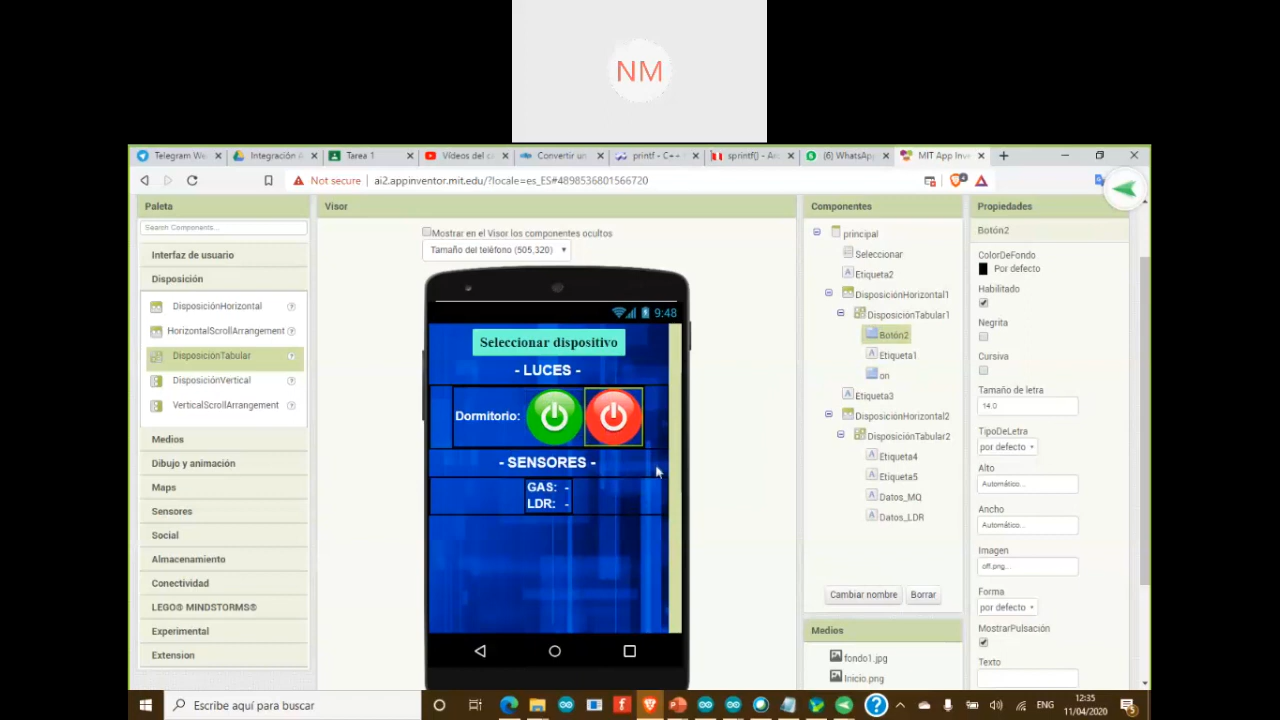 NM
Telegram We
Integración A
Tarea 1
Vídeos del ca
Convertir un
printf - C++
sprintf() - Ard
(6) WhatsApp
MIT App Inve
Not secure
ai2.appinventor.mit.edu/?locale=es_ES#4898536801566720
Paleta
Search Components...
Interfaz de usuario
Disposición
DisposiciónHorizontal
HorizontalScrollArrangement
DisposiciónTabular
DisposiciónVertical
VerticalScrollArrangement
Medios
Dibujo y animación
Maps
Sensores
Social
Almacenamiento
Conectividad
LEGO® MINDSTORMS®
Experimental
Extension
Visor
Mostrar en el Visor los componentes ocultos
Tamaño del teléfono (505,320)
9:48
Seleccionar dispositivo
- LUCES -
Dormitorio:
- SENSORES -
GAS: -
LDR: -
Componentes
principal
Seleccionar
Etiqueta2
DisposiciónHorizontal1
DisposiciónTabular1
Botón2
Etiqueta1
on
Etiqueta3
DisposiciónHorizontal2
DisposiciónTabular2
Etiqueta4
Etiqueta5
Datos_MQ
Datos_LDR
Cambiar nombre
Borrar
Medios
fondo1.jpg
Inicio.png
Propiedades
Botón2
ColorDeFondo
Por defecto
Habilitado
Negrita
Cursiva
Tamaño de letra
14.0
TipoDeLetra
por defecto
Alto
Automático...
Ancho
Automático...
Imagen
off.png...
Forma
por defecto
MostrarPulsación
Texto
Escribe aquí para buscar
ENG
12:35
11/04/2020